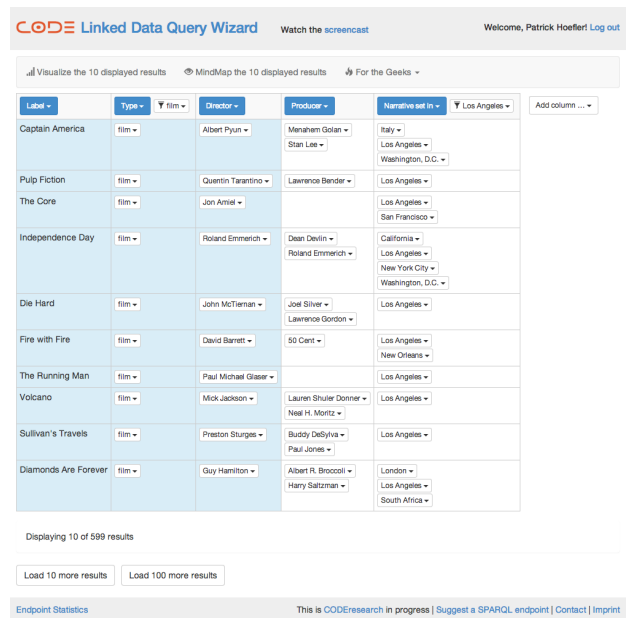 CODE Linked Data Query Wizard Watch the screencast Welcome, Patrick Hoefler! Log out
Visualize the 10 displayed results MindMap the 10 displayed results For the Geeks
Label Type film Director Producer Narrative set in Los Angeles Add column ...
Captain America film Albert Pyun Menahem Golan Italy
Stan Lee Los Angeles
Washington, D.C.
Pulp Fiction film Quentin Tarantino Lawrence Bender Los Angeles
The Core film Jon Amiel Los Angeles
San Francisco
Independence Day film Roland Emmerich Dean Devlin California
Roland Emmerich Los Angeles
New York City
Washington, D.C.
Die Hard film John McTiernan Joel Silver Los Angeles
Lawrence Gordon
Fire with Fire film David Barrett 50 Cent Los Angeles
New Orleans
The Running Man film Paul Michael Glaser Los Angeles
Volcano film Mick Jackson Lauren Shuler Donner Los Angeles
Neal H. Moritz
Sullivan's Travels film Preston Sturges Buddy DeSylva Los Angeles
Paul Jones
Diamonds Are Forever film Guy Hamilton Albert R. Broccoli London
Harry Saltzman Los Angeles
South Africa
Displaying 10 of 599 results
Load 10 more results Load 100 more results
Endpoint Statistics This is CODEresearch in progress | Suggest a SPARQL endpoint | Contact | Imprint